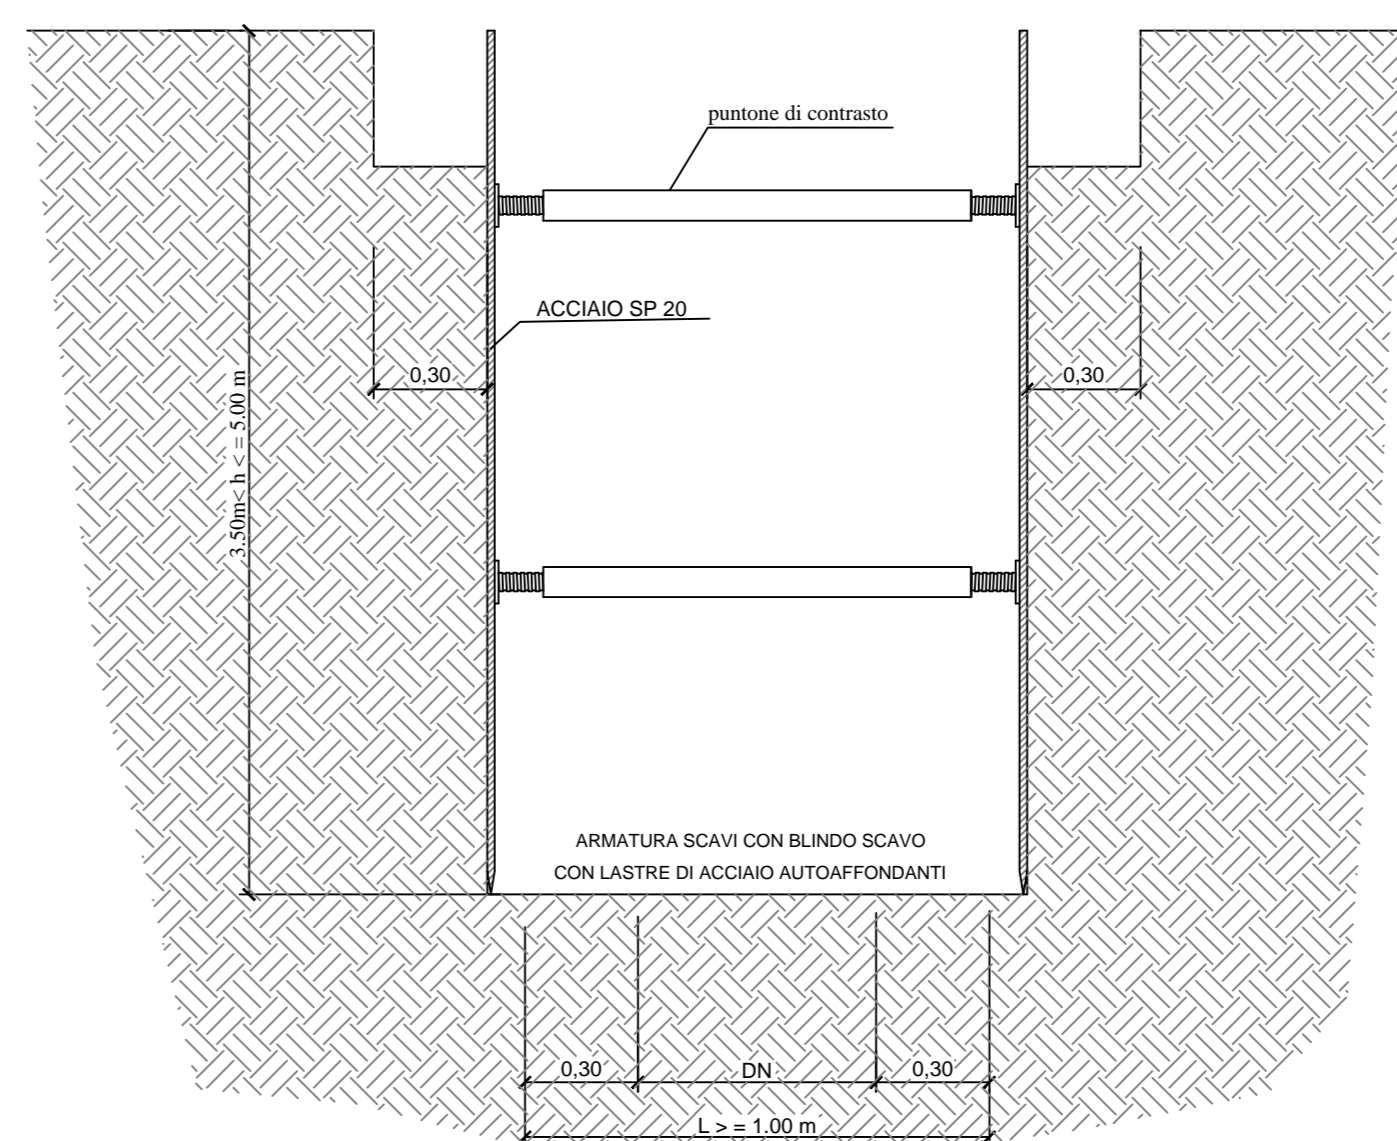 puntone di contrasto
ACCIAIO SP 20
0,30
0,30
3.50m< h < = 5.00 m
ARMATURA SCAVI CON BLINDO SCAVO
CON LASTRE DI ACCIAIO AUTOAFFONDANTI
0,30
DN
0,30
L > = 1.00 m